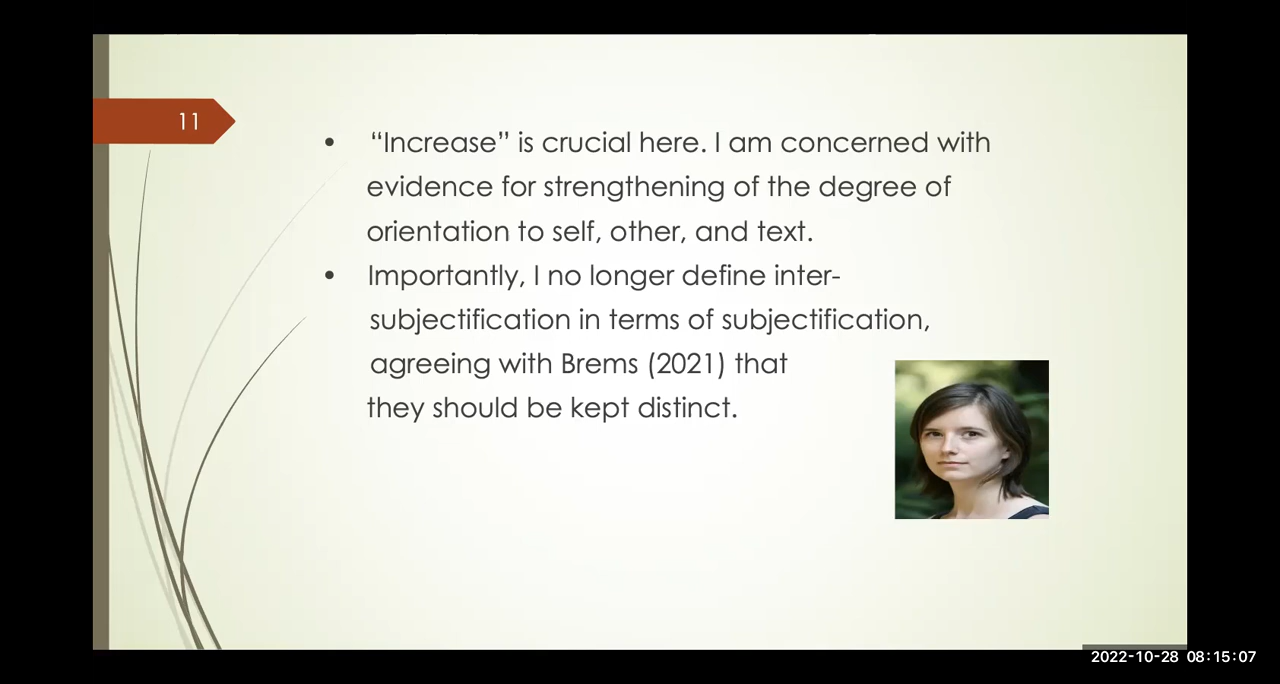 11
• “Increase” is crucial here. I am concerned with
evidence for strengthening of the degree of
orientation to self, other, and text.
• Importantly, I no longer define inter-
subjectification in terms of subjectification,
agreeing with Brems (2021) that
they should be kept distinct.
2022-10-28 08:15:07